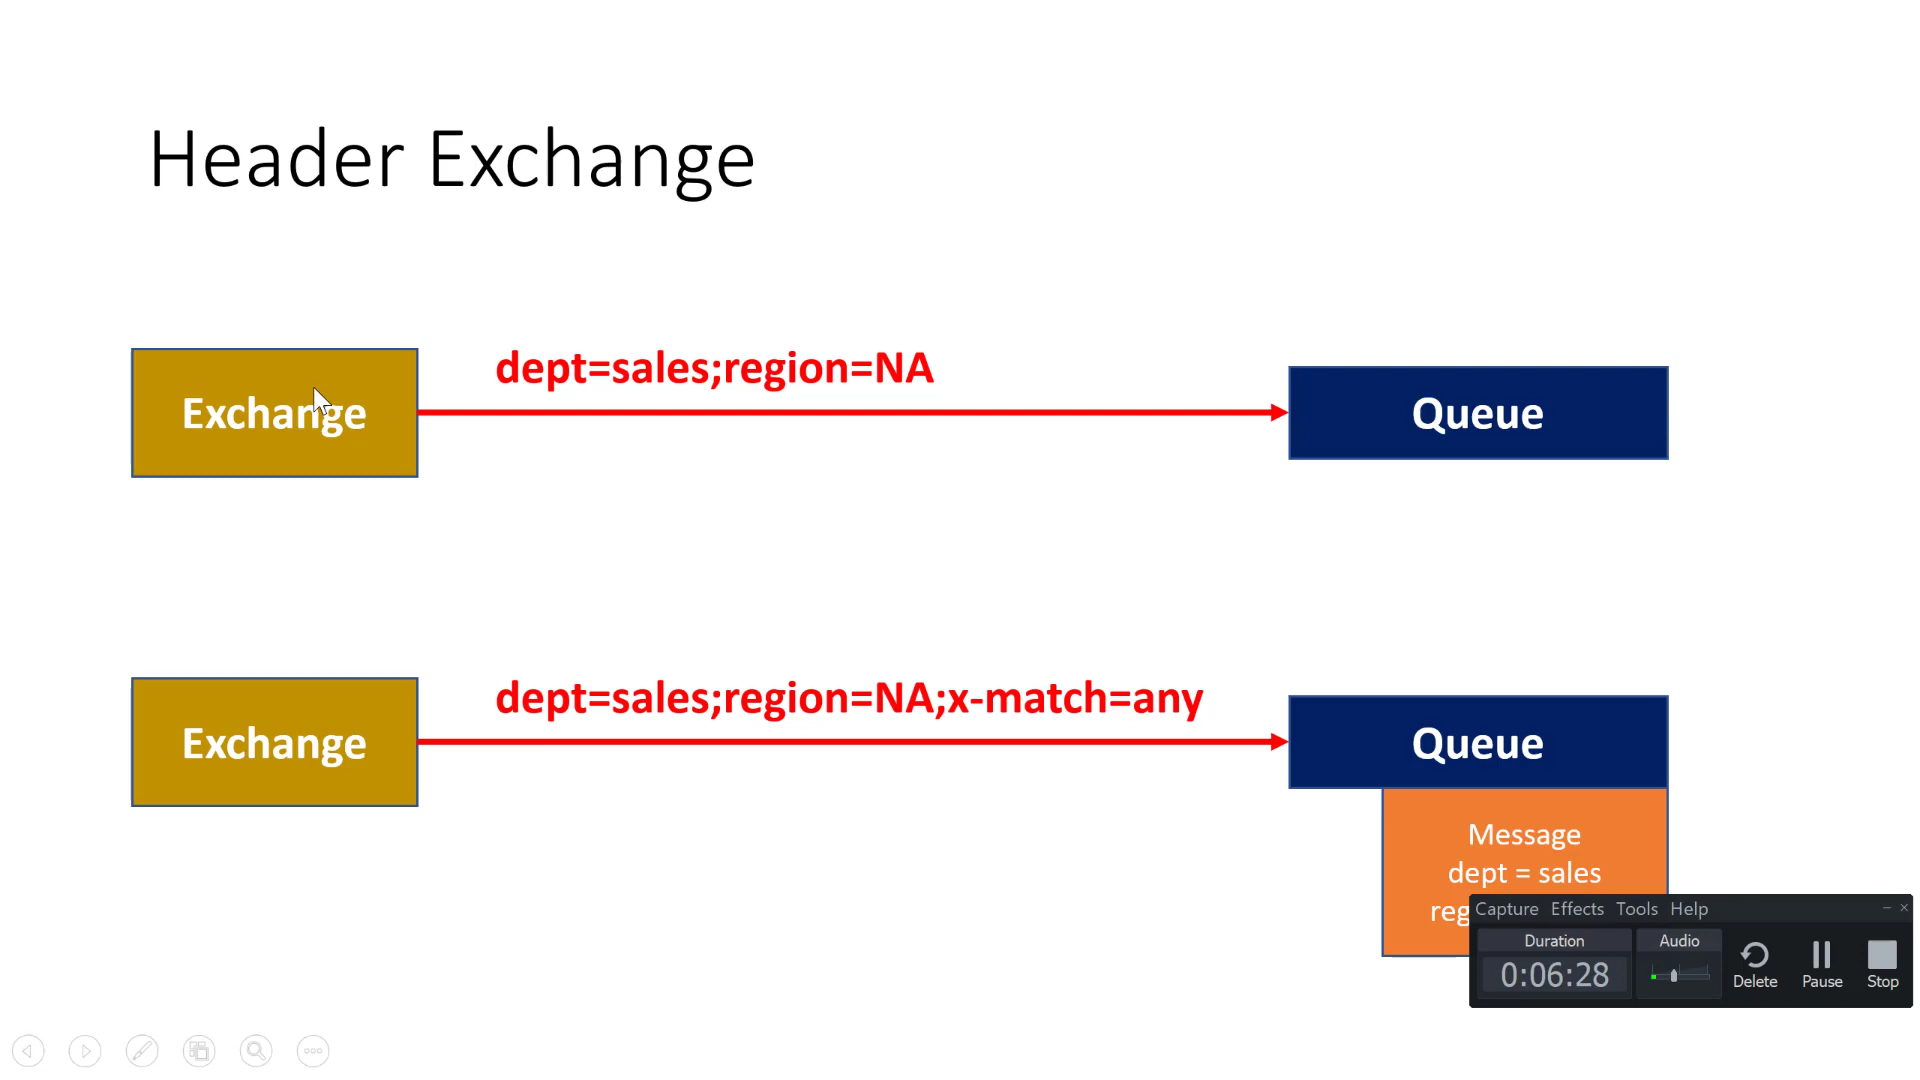 Header Exchange
dept=sales;region=NA
Exchange
Queue
dept=sales;region=NA;x-match=any
Exchange
Queue
Message
dept = sales
Capture Effects Tools Help
Duration
Audio
0:06:28
Delete
Pause
Stop